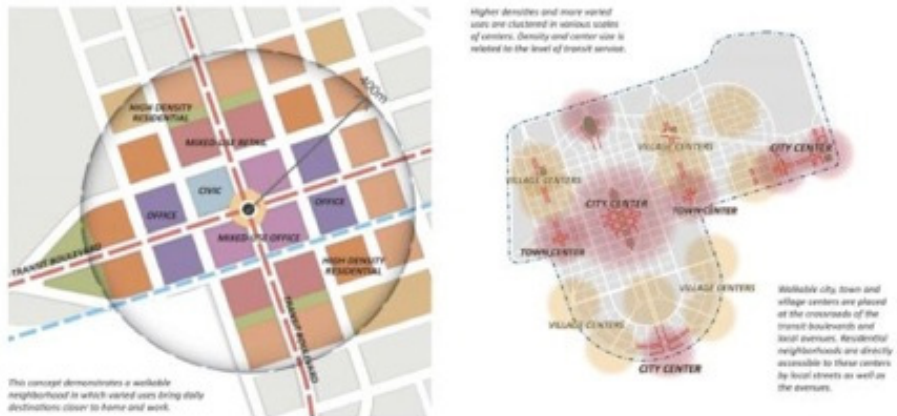 HIGH DENSITY
RESIDENTIAL
400m
MIXED-USE RETAIL
CIVIC
OFFICE
OFFICE
MIXED-USE OFFICE
HIGH DENSITY
RESIDENTIAL
TRANSIT BOULEVARD
TRANSIT BOULEVARD
This concept demonstrates a walkable
neighborhood in which varied uses bring daily
destinations closer to home and work.
Higher densities and more varied
uses are clustered in various scales
of centers. Density and center size is
related to the level of transit service.
VILLAGE CENTERS
CITY CENTER
VILLAGE CENTERS
CITY CENTER
TOWN CENTER
TOWN CENTER
VILLAGE CENTERS
VILLAGE CENTERS
CITY CENTER
Walkable city, town and
village centers are placed
at the crossroads of the
transit boulevards and
local avenues. Residential
neighborhoods are directly
accessible to these centers
by local streets as well as
the avenues.